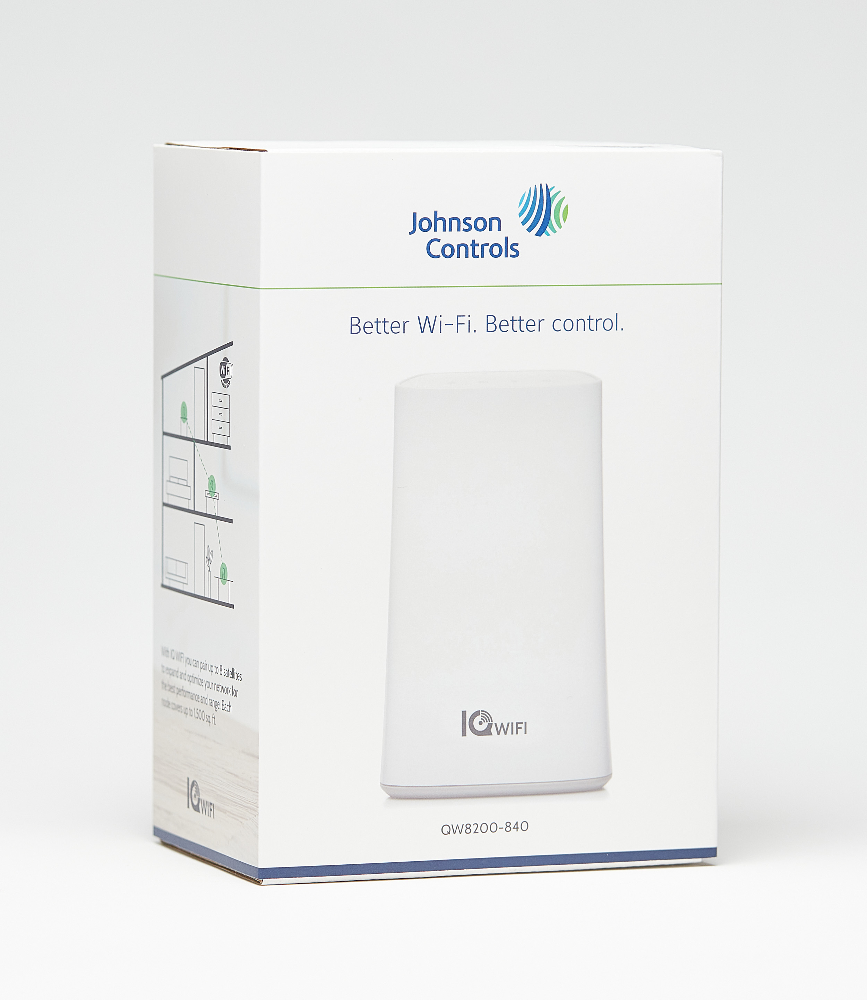 Johnson
Controls
Better Wi-Fi. Better control.
IQ WIFI
QW8200-840
Wi Fi
ALLIANCE
With IQ WIFI you can pair up to 8 satellites
to expand and optimize your network for
the best performance and range. Each
node covers up to 1,500 sq. ft.
IQ WIFI